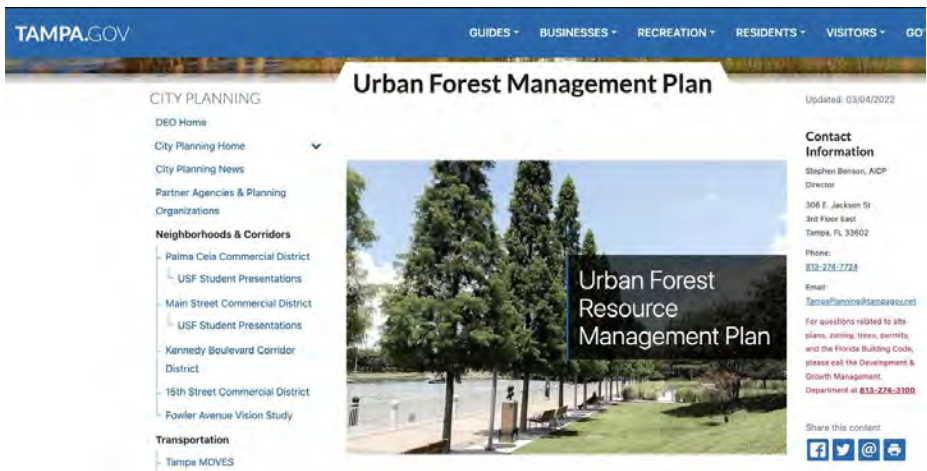 TAMPA.GOV
GUIDES BUSINESSES RECREATION RESIDENTS VISITORS GO
Urban Forest Management Plan
CITY PLANNING
DEO Home
City Planning Home
City Planning News
Partner Agencies & Planning
Organizations
Neighborhoods & Corridors
Palma Ceia Commercial District
USF Student Presentations
Main Street Commercial District
USF Student Presentations
Kennedy Boulevard Corridor
District
15th Street Commercial District
Fowler Avenue Vision Study
Transportation
Tampa MOVES
Urban Forest
Resource
Management Plan
Updated: 03/04/2022
Contact
Information
Stephen Benson, AICP
Director
306 E. Jackson St
3rd Floor East
Tampa, FL 33602
Phone:
813-274-7724
Email:
TampaPlanning@tampagov.net
For questions related to site
plans, zoning, trees, permits,
and the Florida Building Code,
please call the Development &
Growth Management
Department at 813-274-3100.
Share this content